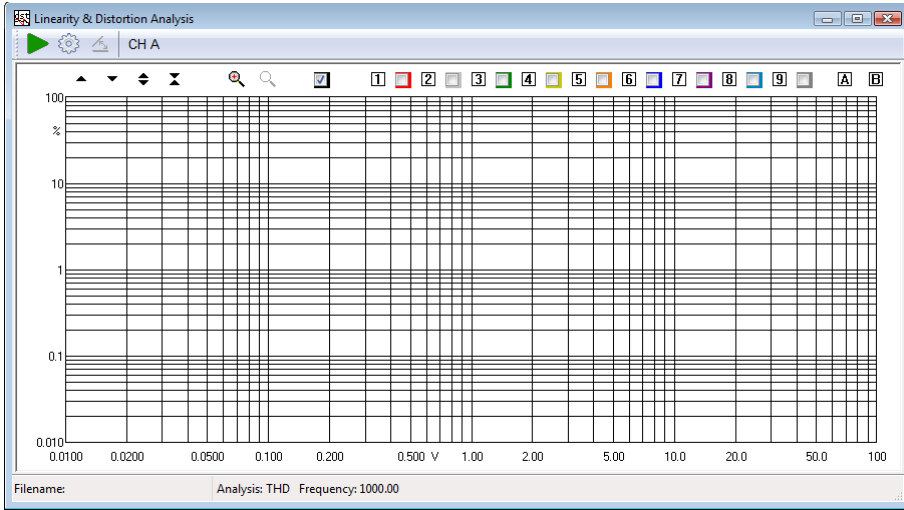 Linearity & Distortion Analysis
CH A
1 2 3 4 5 6 7 8 9 A B
100
%
10
1
0.1
0.010
0.0100 0.0200 0.0500 0.100 0.200 0.500 V 1.00 2.00 5.00 10.0 20.0 50.0 100
Filename: Analysis: THD Frequency: 1000.00